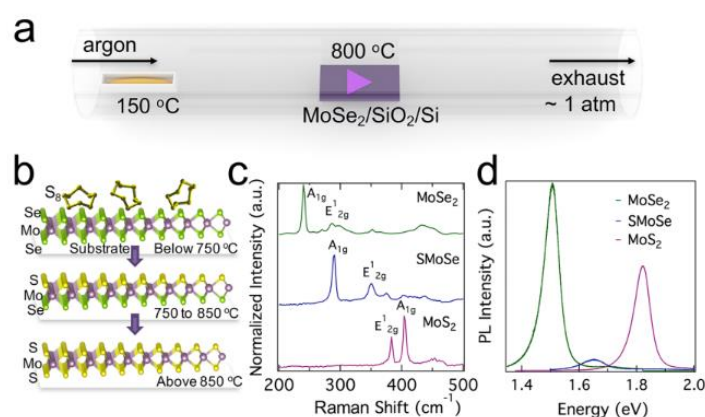 a
argon
150 °C
800 °C
MoSe2/SiO2/Si
exhaust
~ 1 atm
b
S8
Se
Mo
Se
Substrate
Below 750 °C
S
Mo
Se
750 to 850 °C
S
Mo
S
Above 850 °C
c
Normalized Intensity (a.u.)
A1g
E12g
MoSe2
A1g
E12g
SMoSe
E12g
A1g
MoS2
200 300 400 500
Raman Shift (cm-1)
d
PL Intensity (a.u.)
MoSe2
SMoSe
MoS2
1.4 1.6 1.8 2.0
Energy (eV)